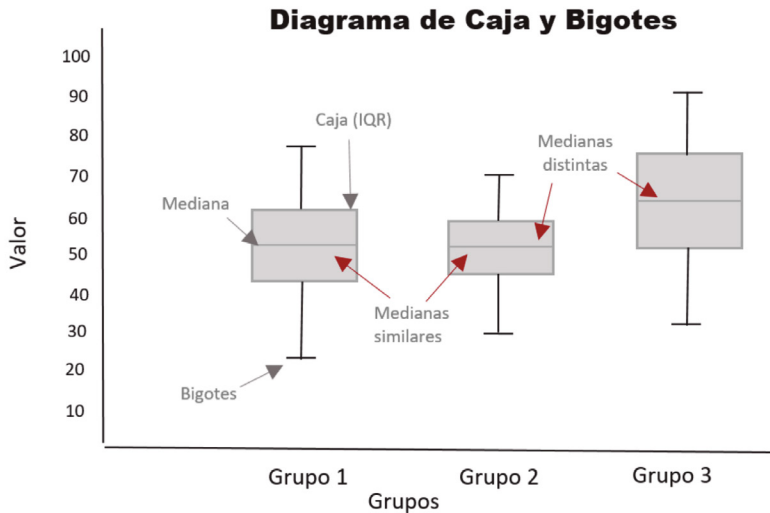 Diagrama de Caja y Bigotes
Valor
100
90
80
70
60
50
40
30
20
10
Caja (IQR)
Mediana
Bigotes
Medianas
similares
Medianas
distintas
Grupo 1
Grupo 2
Grupo 3
Grupos